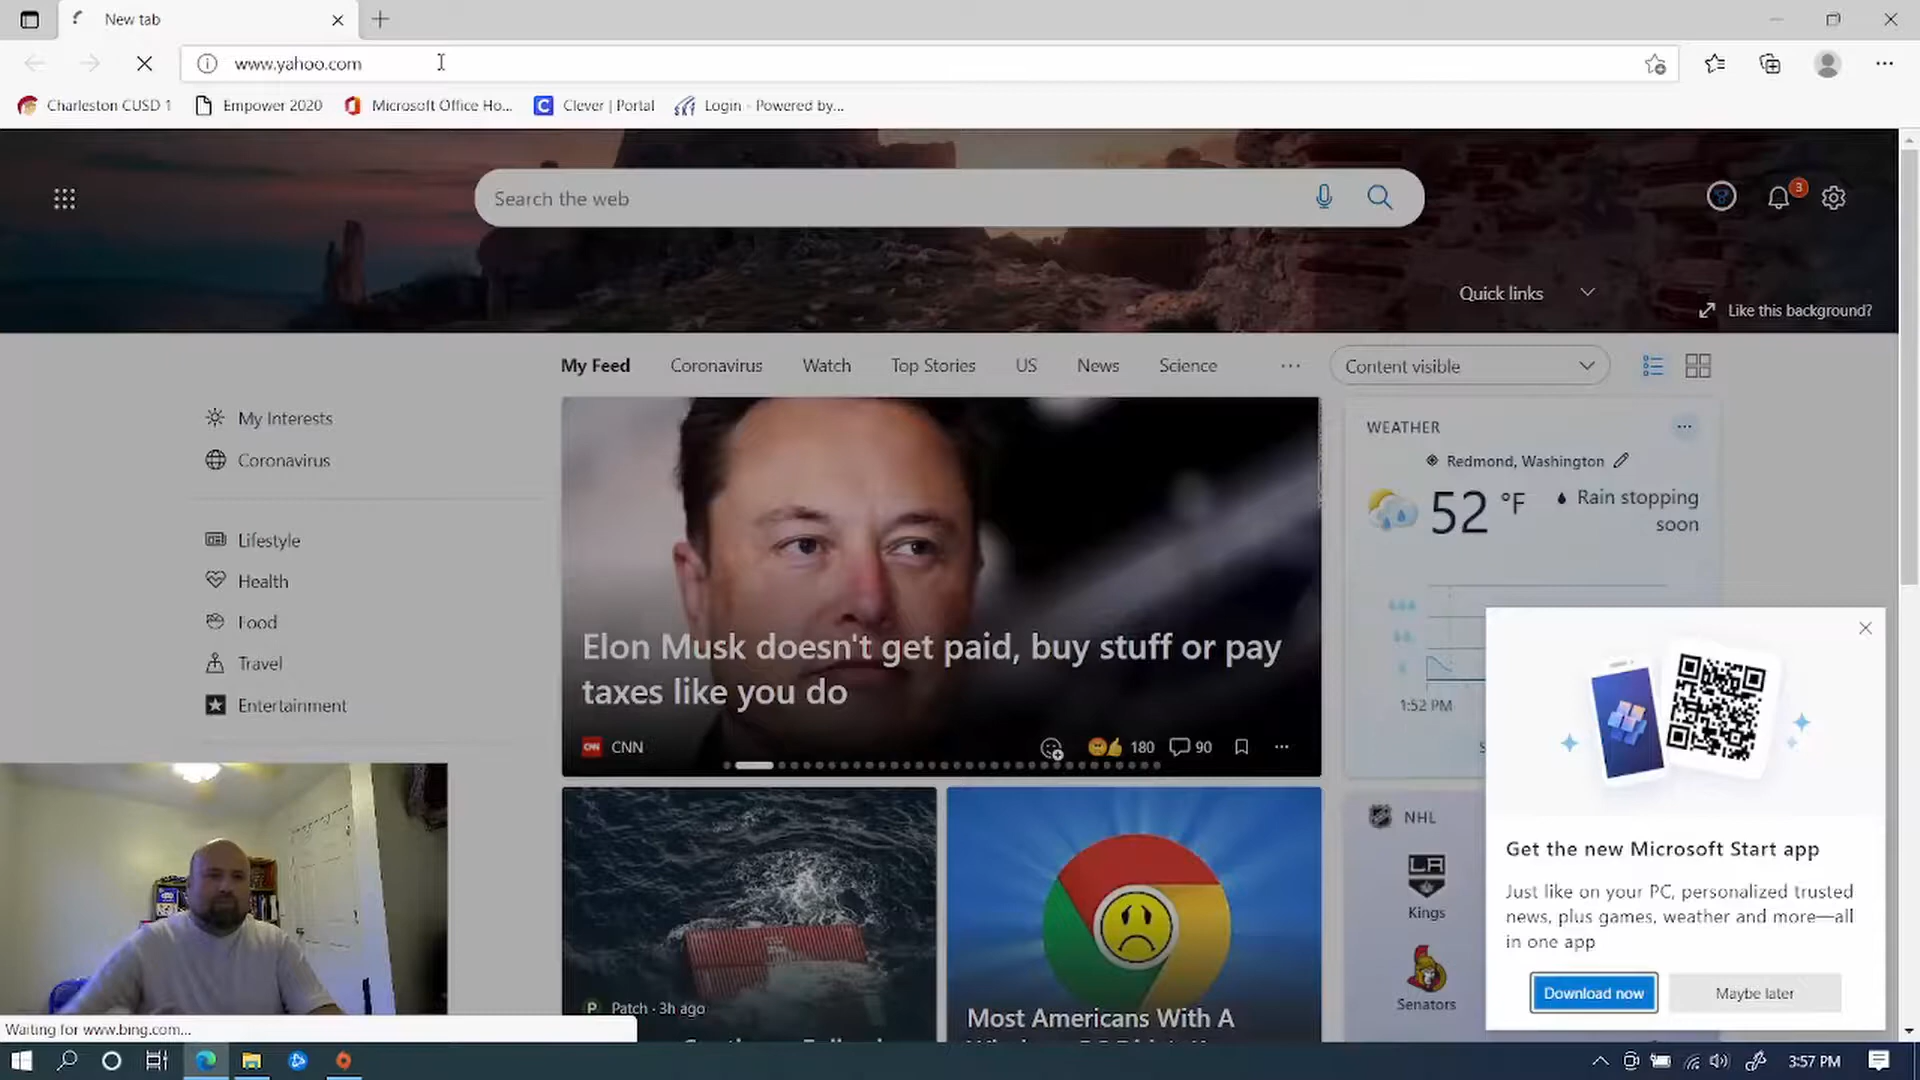 New tab
www.yahoo.com
Charleston CUSD 1
Empower 2020
Microsoft Office Ho...
Clever | Portal
Login - Powered by...
Search the web
3
Quick links
Like this background?
My Feed
Coronavirus
Watch
Top Stories
US
News
Science
Content visible
My Interests
Coronavirus
Lifestyle
Health
Food
Travel
Entertainment
Elon Musk doesn't get paid, buy stuff or pay
taxes like you do
CNN
CNN
180
90
WEATHER
Redmond, Washington
52 °F
Rain stopping
soon
1:52 PM
NHL
LA
Kings
Senators
P Patch · 3h ago
Most Americans With A
Get the new Microsoft Start app
Just like on your PC, personalized trusted
news, plus games, weather and more—all
in one app
Download now
Maybe later
Waiting for www.bing.com...
3:57 PM